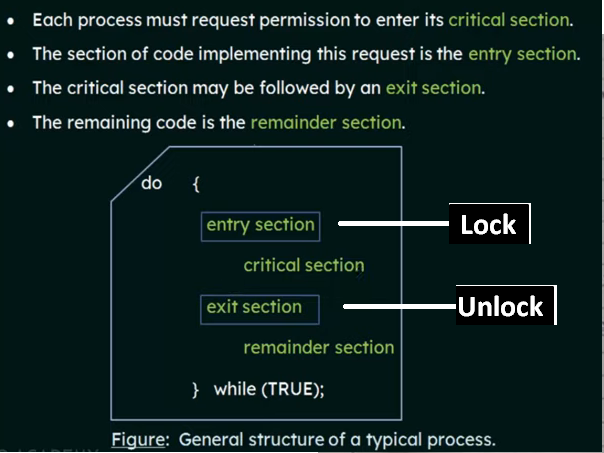 • Each process must request permission to enter its critical section.
• The section of code implementing this request is the entry section.
• The critical section may be followed by an exit section.
• The remaining code is the remainder section.
do {
entry section Lock
critical section
exit section Unlock
remainder section
} while (TRUE);
Figure: General structure of a typical process.